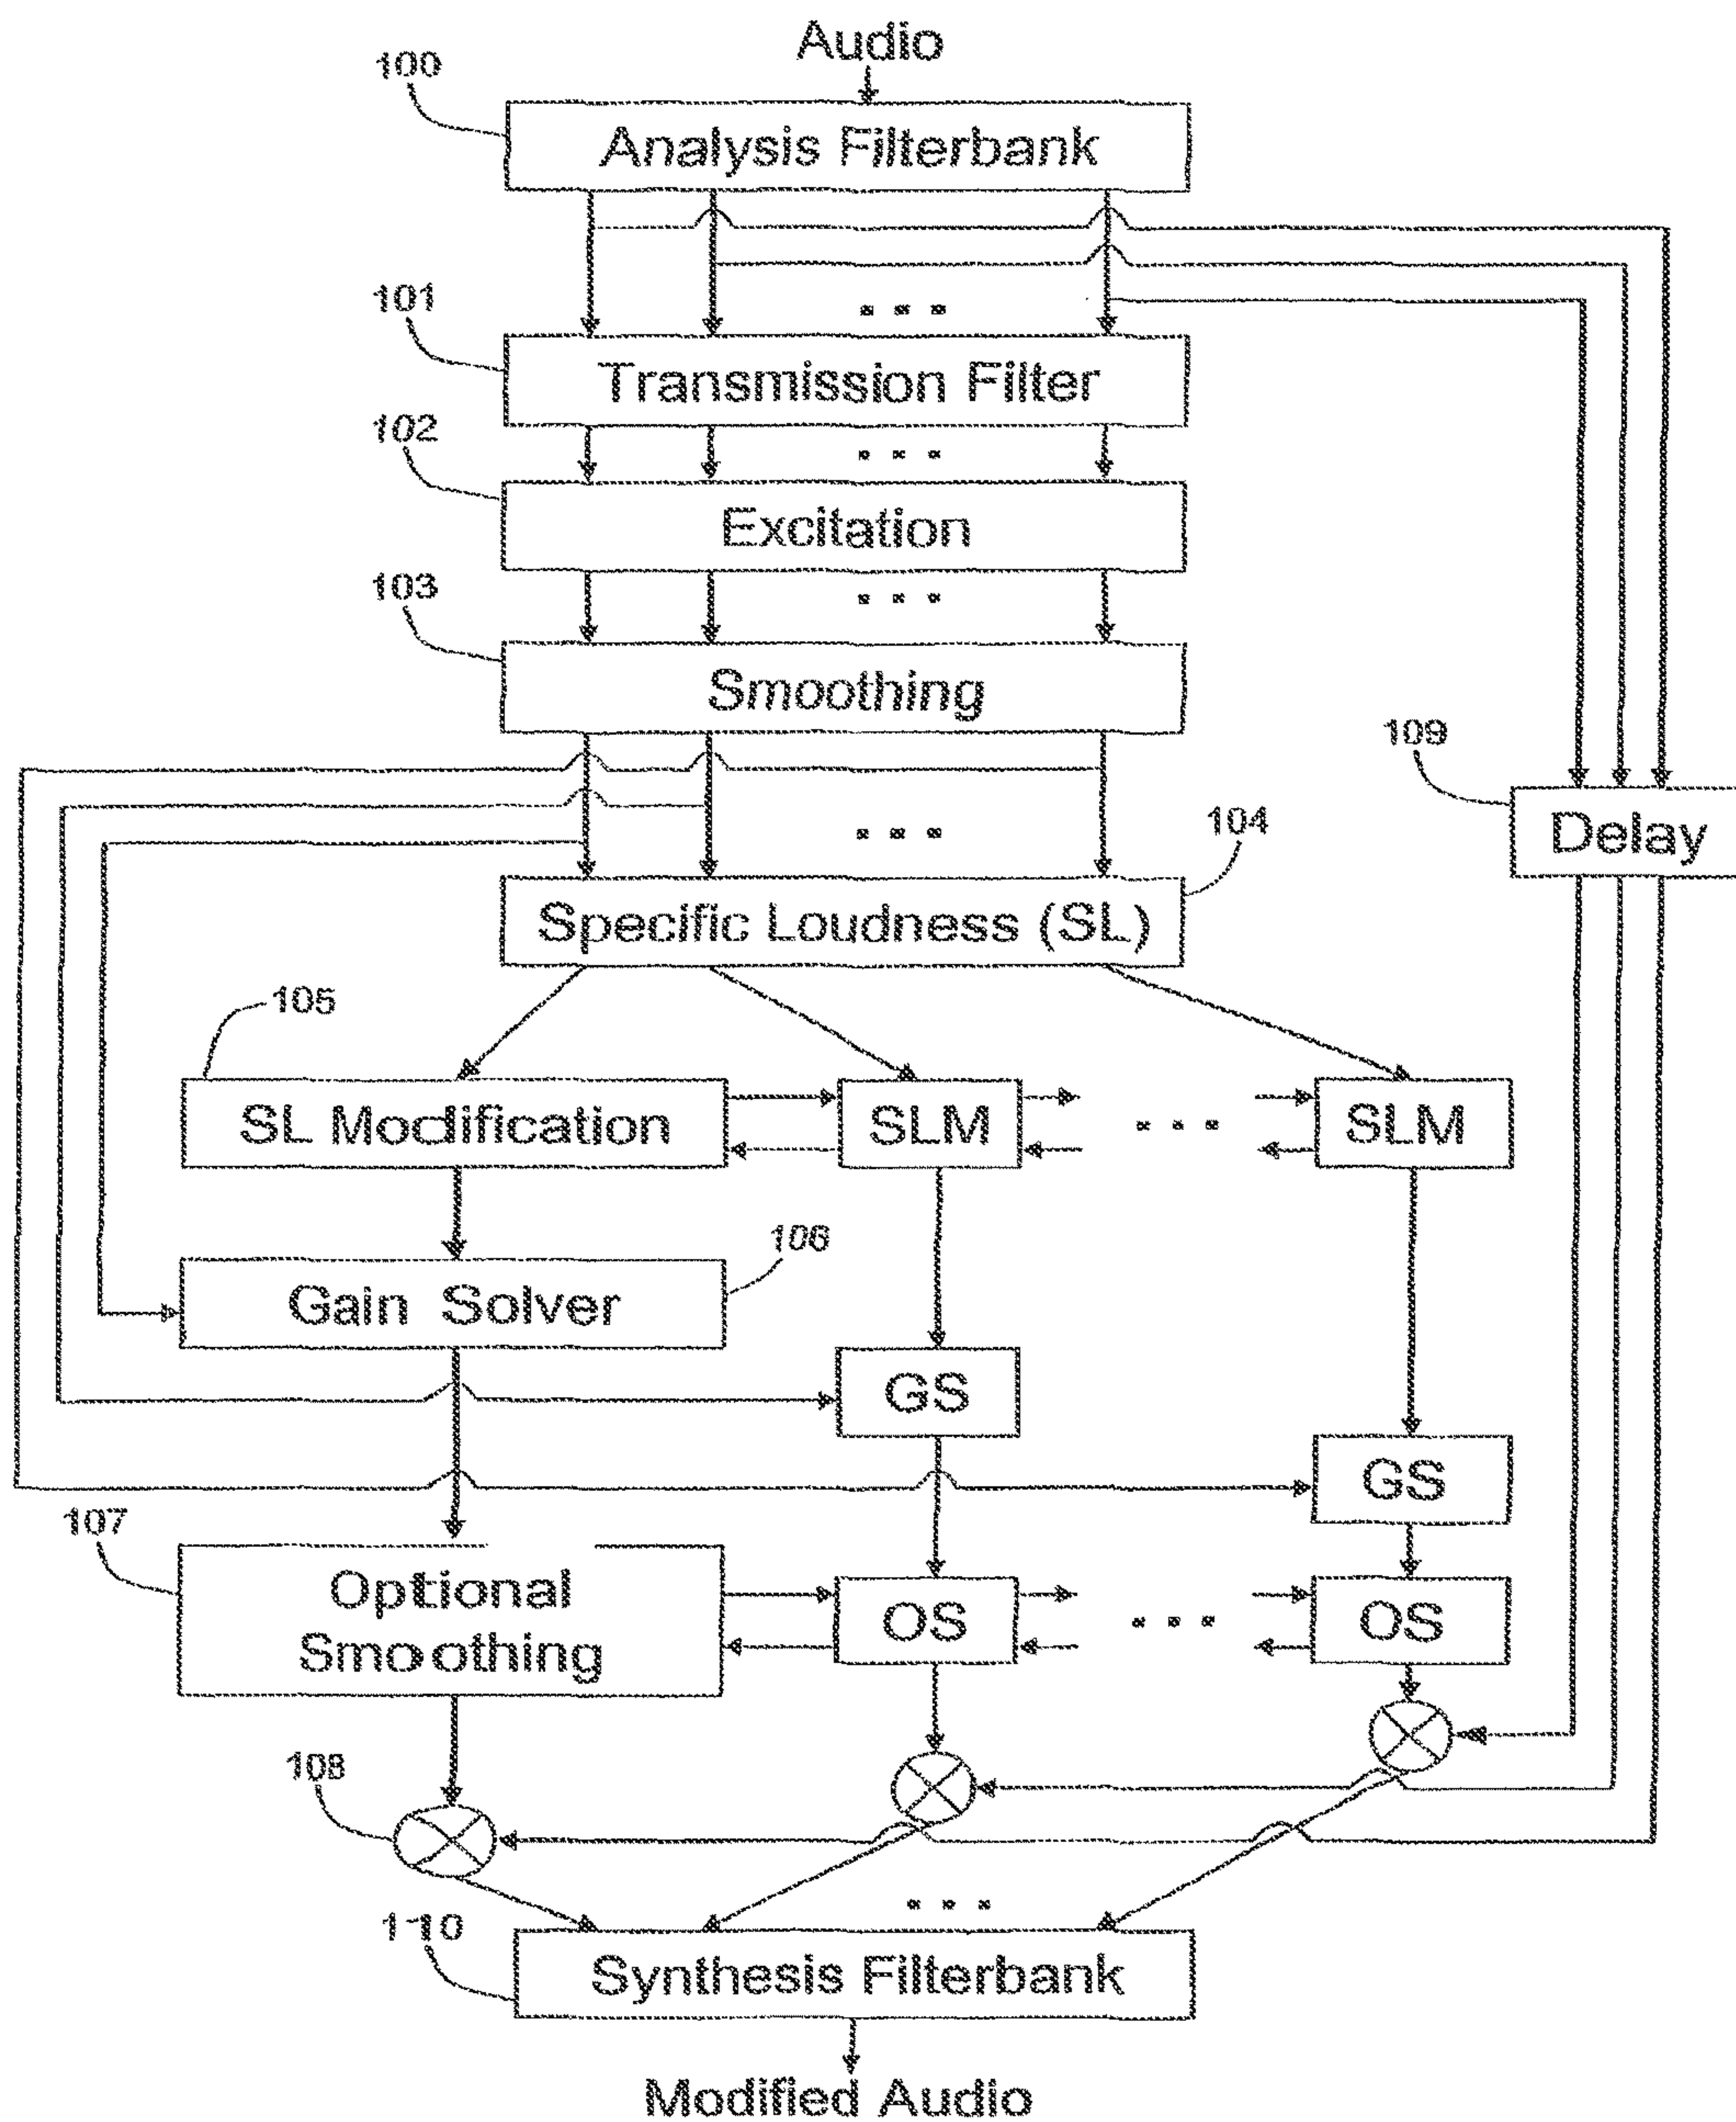 Audio
100
Analysis Filterbank
101
. . .
Transmission Filter
102
. . .
Excitation
103
. . .
Smoothing
109
. . .
104
Delay
Specific Loudness (SL)
105
SL Modification
SLM
. . .
SLM
106
Gain Solver
GS
GS
107
Optional
Smoothing
OS
. . .
OS
108
. . .
110
Synthesis Filterbank
Modified Audio